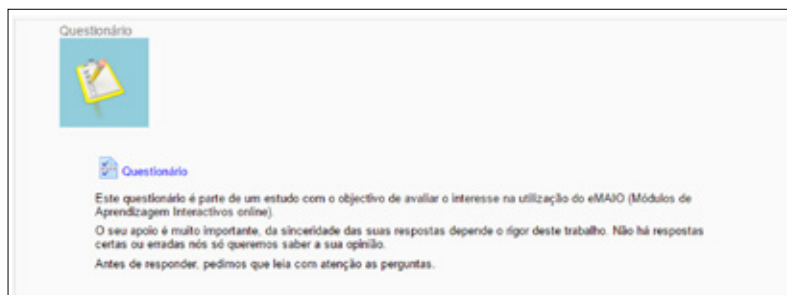 Questionário
Questionário
Este questionário é parte de um estudo com o objectivo de avaliar o interesse na utilização do eMAIO (Módulos de
Aprendizagem Interactivos online).
O seu apoio é muito importante, da sinceridade das suas respostas depende o rigor deste trabalho. Não há respostas
certas ou erradas nós só queremos saber a sua opinião.
Antes de responder, pedimos que leia com atenção as perguntas.